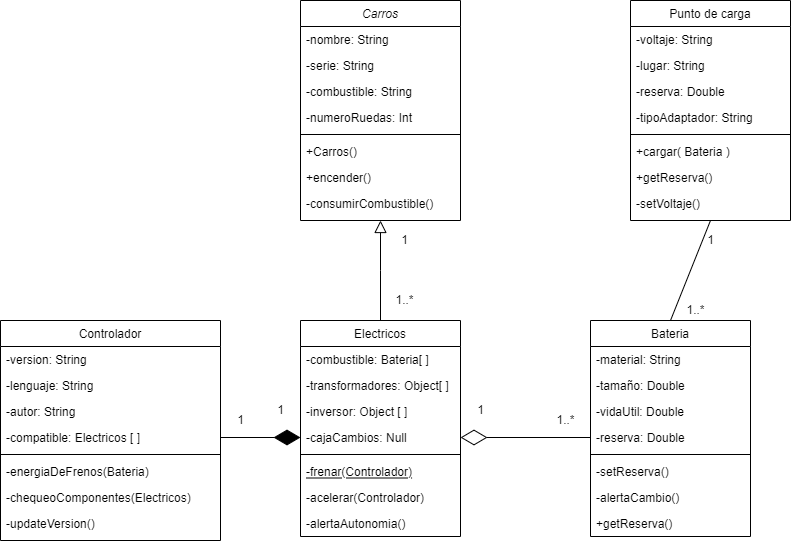 Carros
-nombre: String
-serie: String
-combustible: String
-numeroRuedas: Int
+Carros()
+encender()
-consumirCombustible()
Punto de carga
-voltaje: String
-lugar: String
-reserva: Double
-tipoAdaptador: String
+cargar( Bateria )
+getReserva()
-setVoltaje()
1
1..*
1
1..*
Controlador
-version: String
-lenguaje: String
-autor: String
-compatible: Electricos [ ]
-energiaDeFrenos(Bateria)
-chequeoComponentes(Electricos)
-updateVersion()
1
1
Electricos
-combustible: Bateria[ ]
-transformadores: Object[ ]
-inversor: Object [ ]
-cajaCambios: Null
-frenar(Controlador)
-acelerar(Controlador)
-alertaAutonomia()
1
1..*
Bateria
-material: String
-tamaño: Double
-vidaUtil: Double
-reserva: Double
-setReserva()
-alertaCambio()
+getReserva()